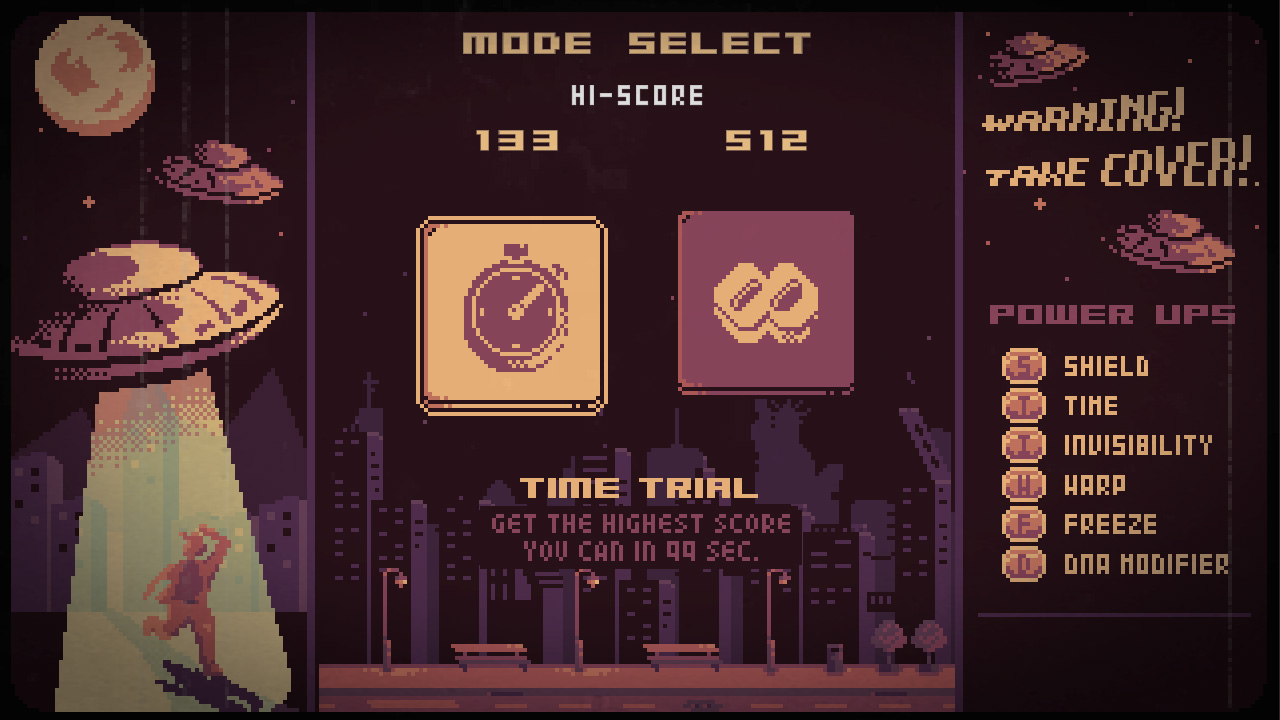 MODE SELECT
HI-SCORE
133 512
TIME TRIAL
GET THE HIGHEST SCORE
YOU CAN IN 99 SEC.
WARNING!
TAKE COVER!
POWER UPS
S SHIELD
T TIME
I INVISIBILITY
W WARP
F FREEZE
D DNA MODIFIER